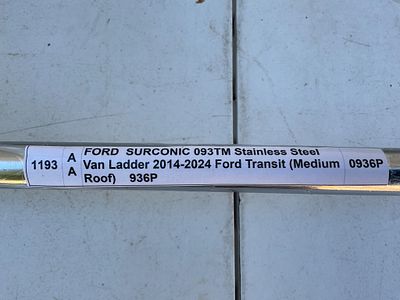 1193
A
A
FORD SURCONIC 093TM Stainless Steel
Van Ladder 2014-2024 Ford Transit (Medium
Roof) 936P
0936P